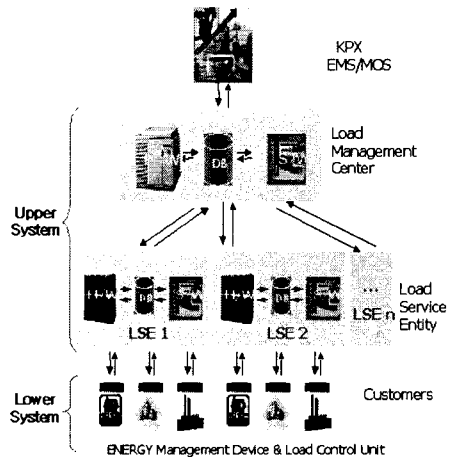 KPX
EMS/MOS
Load
Management
Center
DB
Upper
System
DB
DB
...
LSE 1
LSE 2
LSE n
Load
Service
Entity
Lower
System
Customers
ENERGY Management Device & Load Control Unit